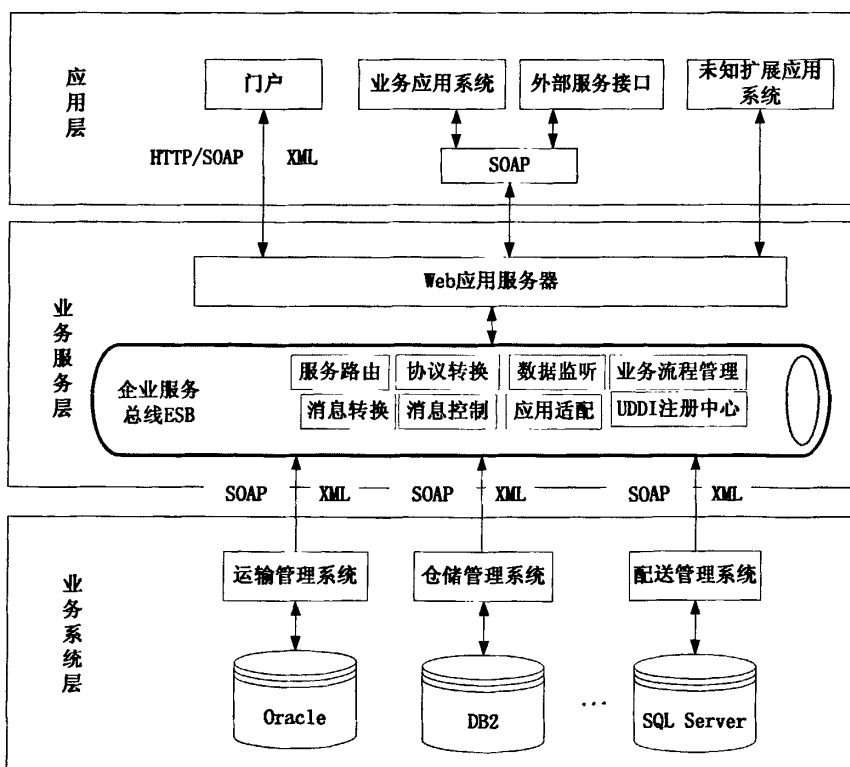 应用层
门户
业务应用系统
外部服务接口
未知扩展应用
系统
HTTP/SOAP
XML
SOAP
业务服务层
Web应用服务器
企业服务
总线ESB
服务路由
协议转换
数据监听
业务流程管理
消息转换
消息控制
应用适配
UDDI注册中心
SOAP
XML
SOAP
XML
SOAP
XML
业务系统层
运输管理系统
仓储管理系统
配送管理系统
Oracle
DB2
...
SQL Server